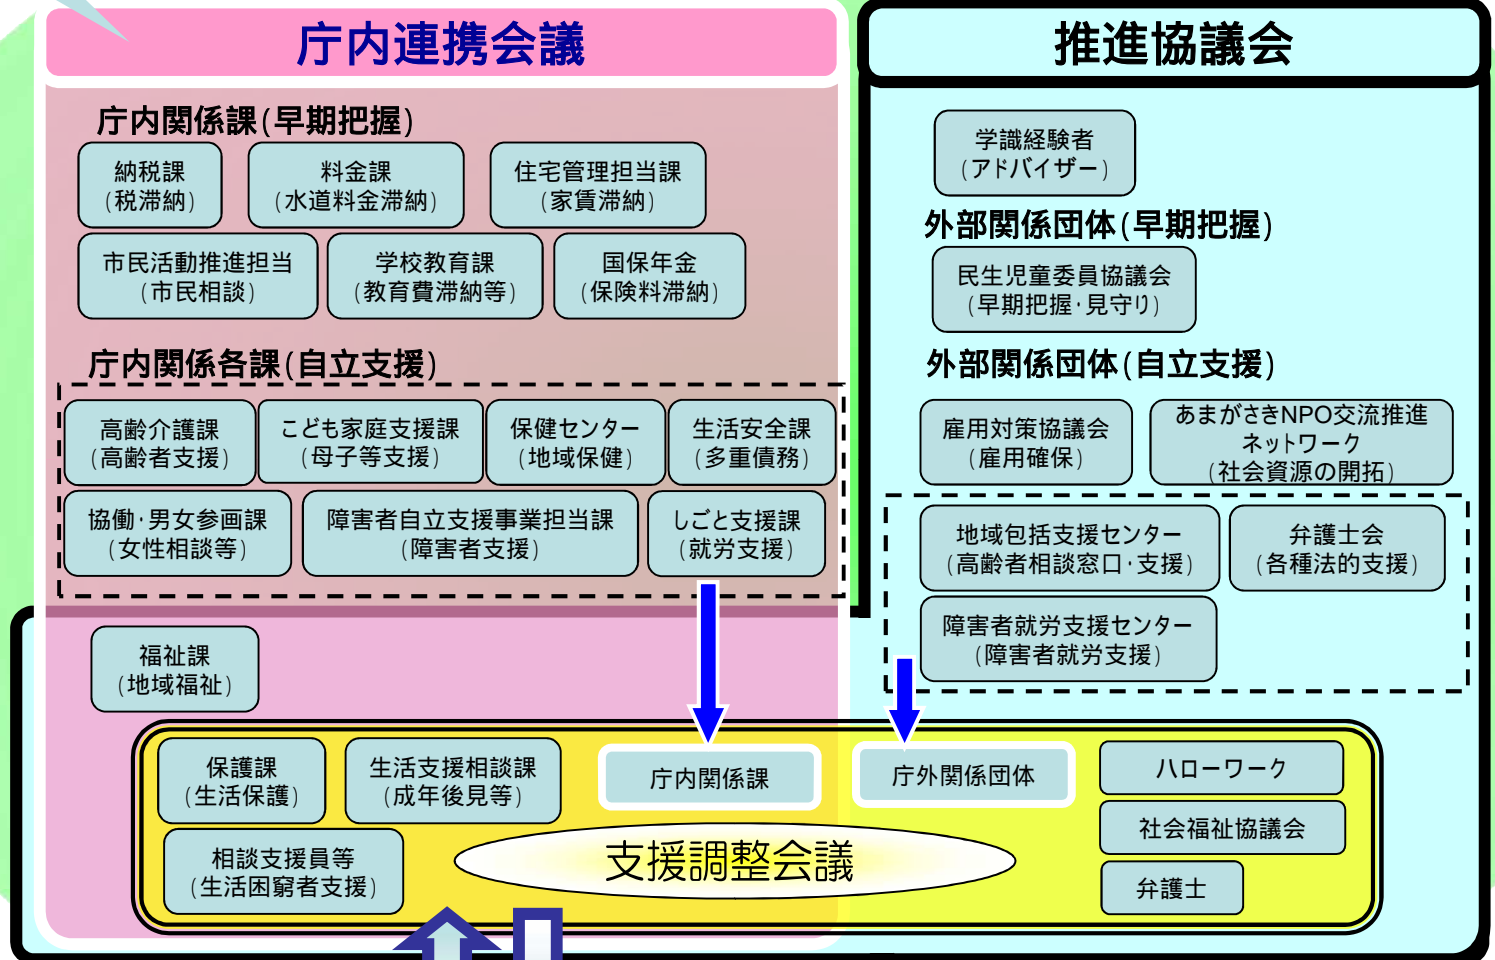 庁内連携会議
庁内関係課(早期把握)
納税課
(税滞納)
料金課
(水道料金滞納)
住宅管理担当課
(家賃滞納)
市民活動推進担当
(市民相談)
学校教育課
(教育費滞納等)
国保年金
(保険料滞納)
庁内関係各課(自立支援)
高齢介護課
(高齢者支援)
こども家庭支援課
(母子等支援)
保健センター
(地域保健)
生活安全課
(多重債務)
協働・男女参画課
(女性相談等)
障害者自立支援事業担当課
(障害者支援)
しごと支援課
(就労支援)
福祉課
(地域福祉)
推進協議会
学識経験者
(アドバイザー)
外部関係団体(早期把握)
民生児童委員協議会
(早期把握・見守り)
外部関係団体(自立支援)
雇用対策協議会
(雇用確保)
あまがさきNPO交流推進
ネットワーク
(社会資源の開拓)
地域包括支援センター
(高齢者相談窓口・支援)
弁護士会
(各種法的支援)
障害者就労支援センター
(障害者就労支援)
保護課
(生活保護)
生活支援相談課
(成年後見等)
庁内関係課
庁外関係団体
ハローワーク
社会福祉協議会
弁護士
相談支援員等
(生活困窮者支援)
支援調整会議